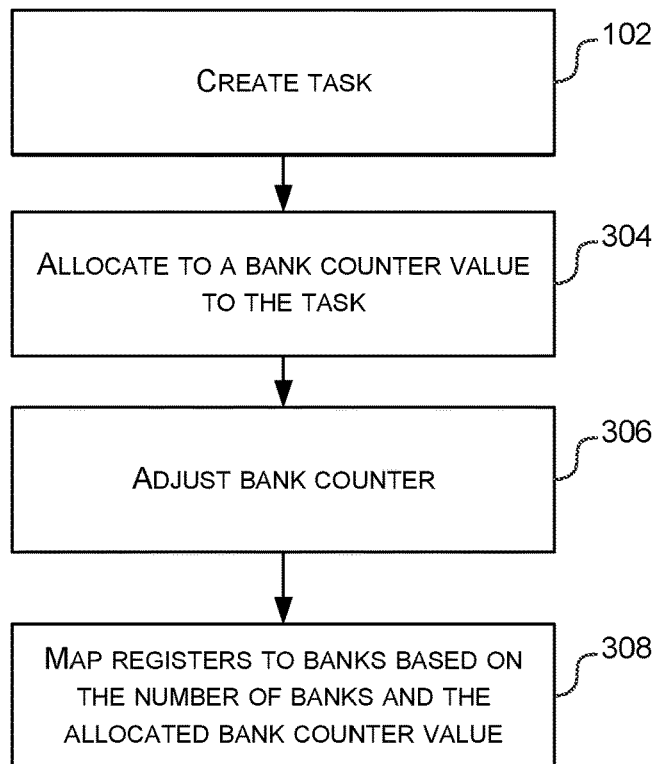 CREATE TASK
102
ALLOCATE TO A BANK COUNTER VALUE
TO THE TASK
304
ADJUST BANK COUNTER
306
MAP REGISTERS TO BANKS BASED ON
THE NUMBER OF BANKS AND THE
ALLOCATED BANK COUNTER VALUE
308